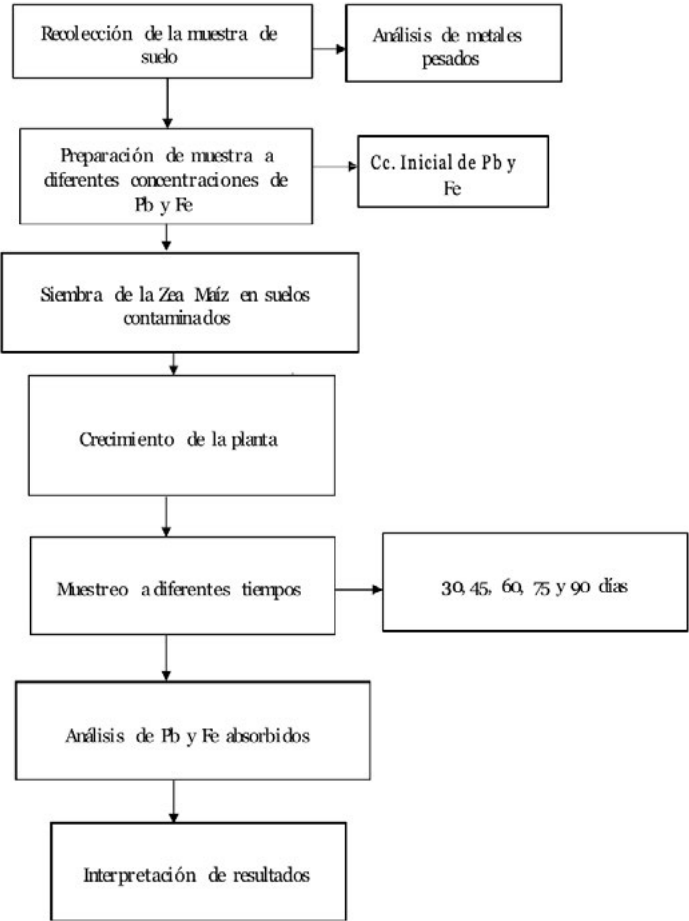 Recolección de la muestra de
suelo
Análisis de metales
pesados
Preparación de muestra a
diferentes concentraciones de
Pb y Fe
Cc. Inicial de Pb y
Fe
Siembra de la Zea Maíz en suelos
contaminados
Crecimiento de la planta
Muestreo a diferentes tiempos
30, 45, 60, 75 y 90 días
Análisis de Pb y Fe absorbidos
Interpretación de resultados